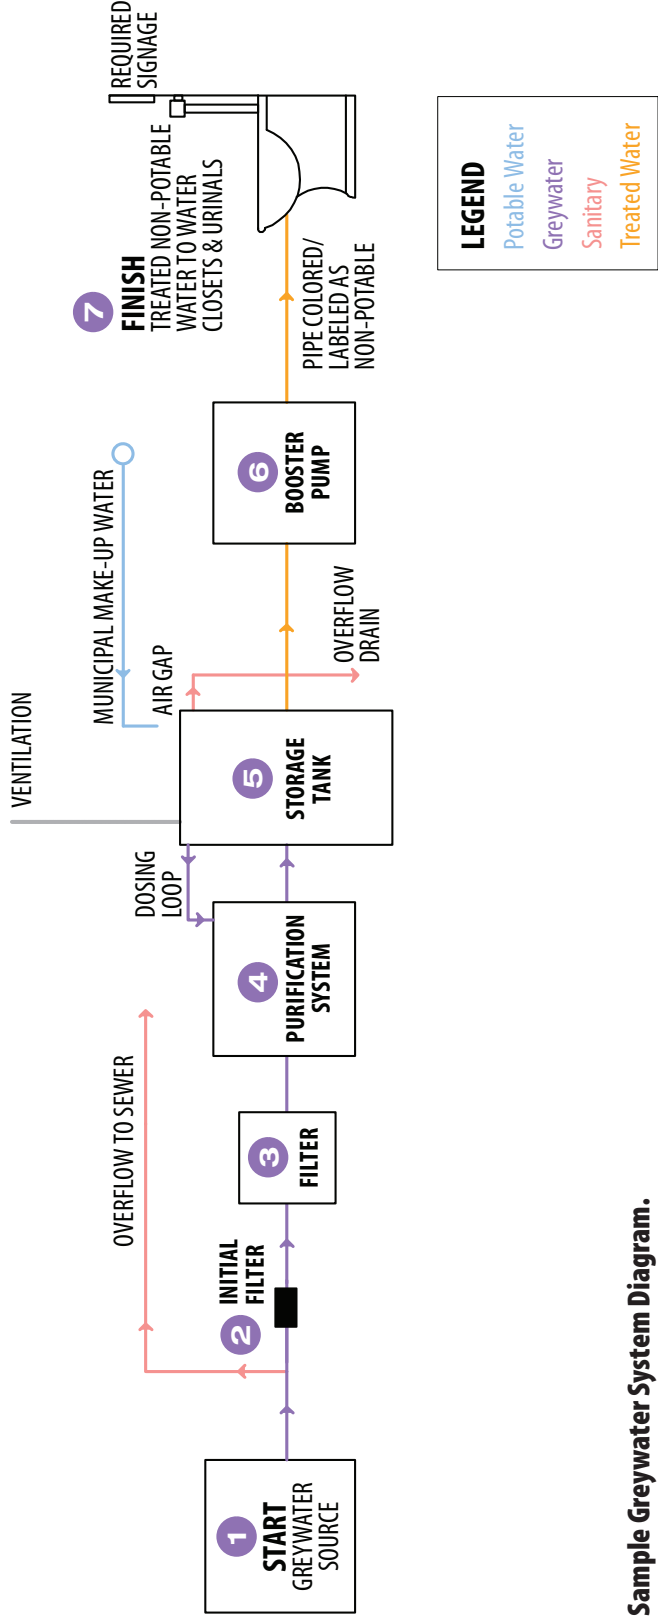 1
START
GREYWATER
SOURCE
OVERFLOW TO SEWER
2
INITIAL
FILTER
3
FILTER
4
PURIFICATION
SYSTEM
DOSING
LOOP
VENTILATION
5
STORAGE
TANK
MUNICIPAL MAKE-UP WATER
AIR GAP
OVERFLOW
DRAIN
6
BOOSTER
PUMP
PIPE COLORED/
LABELED AS
NON-POTABLE
7
FINISH
TREATED NON-POTABLE
WATER TO WATER
CLOSETS & URINALS
REQUIRED
SIGNAGE
LEGEND
Potable Water
Greywater
Sanitary
Treated Water
Sample Greywater System Diagram.